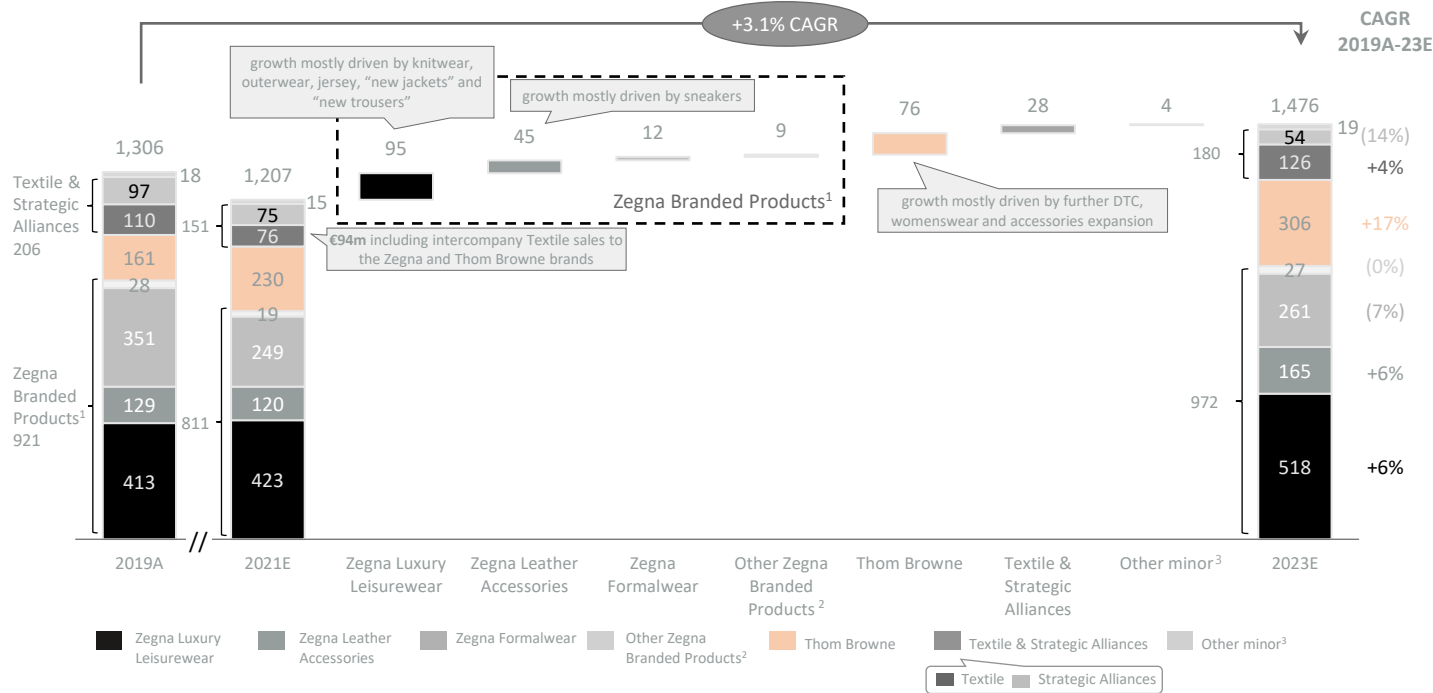 +3.1% CAGR
CAGR
2019A-23E
growth mostly driven by knitwear,
outerwear, jersey, "new jackets" and
"new trousers"
growth mostly driven by sneakers
1,306
18
97
110
161
28
351
129
413
Textile &
Strategic
Alliances
206
Zegna
Branded
Products1
921
1,207
15
75
76
230
19
249
120
423
151
811
€94m including intercompany Textile sales to
the Zegna and Thom Browne brands
95
45
12
9
Zegna Branded Products1
76
28
4
growth mostly driven by further DTC,
womenswear and accessories expansion
1,476
19
54
126
306
27
261
165
518
180
972
(14%)
+4%
+17%
(0%)
(7%)
+6%
+6%
//
2019A
2021E
Zegna Luxury
Leisurewear
Zegna Leather
Accessories
Zegna
Formalwear
Other Zegna
Branded
Products 2
Thom Browne
Textile &
Strategic
Alliances
Other minor3
2023E
Zegna Luxury
Leisurewear
Zegna Leather
Accessories
Zegna Formalwear
Other Zegna
Branded Products2
Thom Browne
Textile & Strategic Alliances
Other minor3
Textile
Strategic Alliances